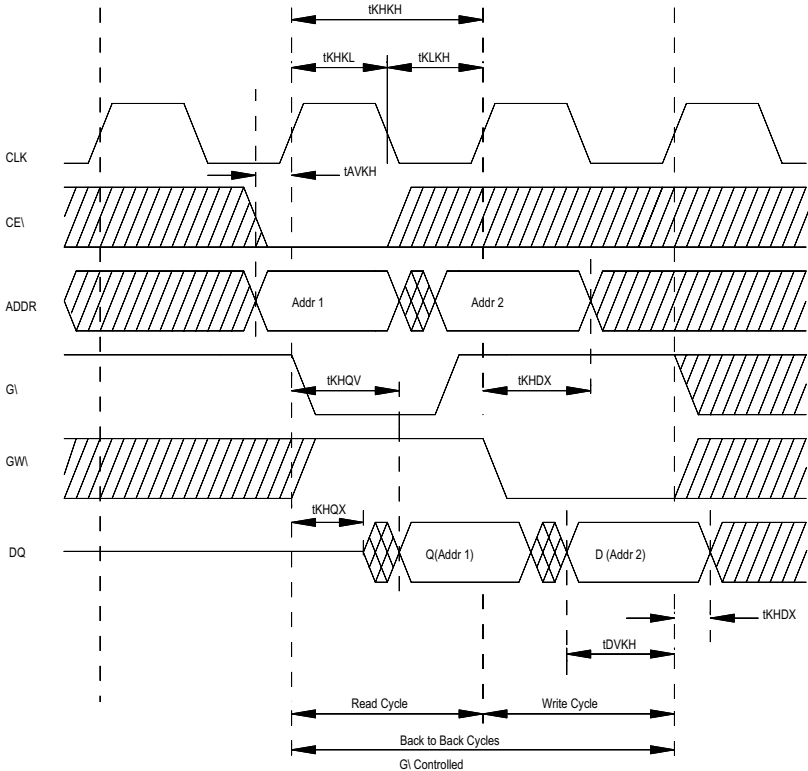 tKHKH
tKHKL
tKLKH
CLK
tAVKH
CE\
ADDR
Addr 1
Addr 2
G\
tKHQV
tKHDX
GW\
tKHQX
DQ
Q(Addr 1)
D (Addr 2)
tKHDX
tDVKH
Read Cycle
Write Cycle
Back to Back Cycles
G\ Controlled